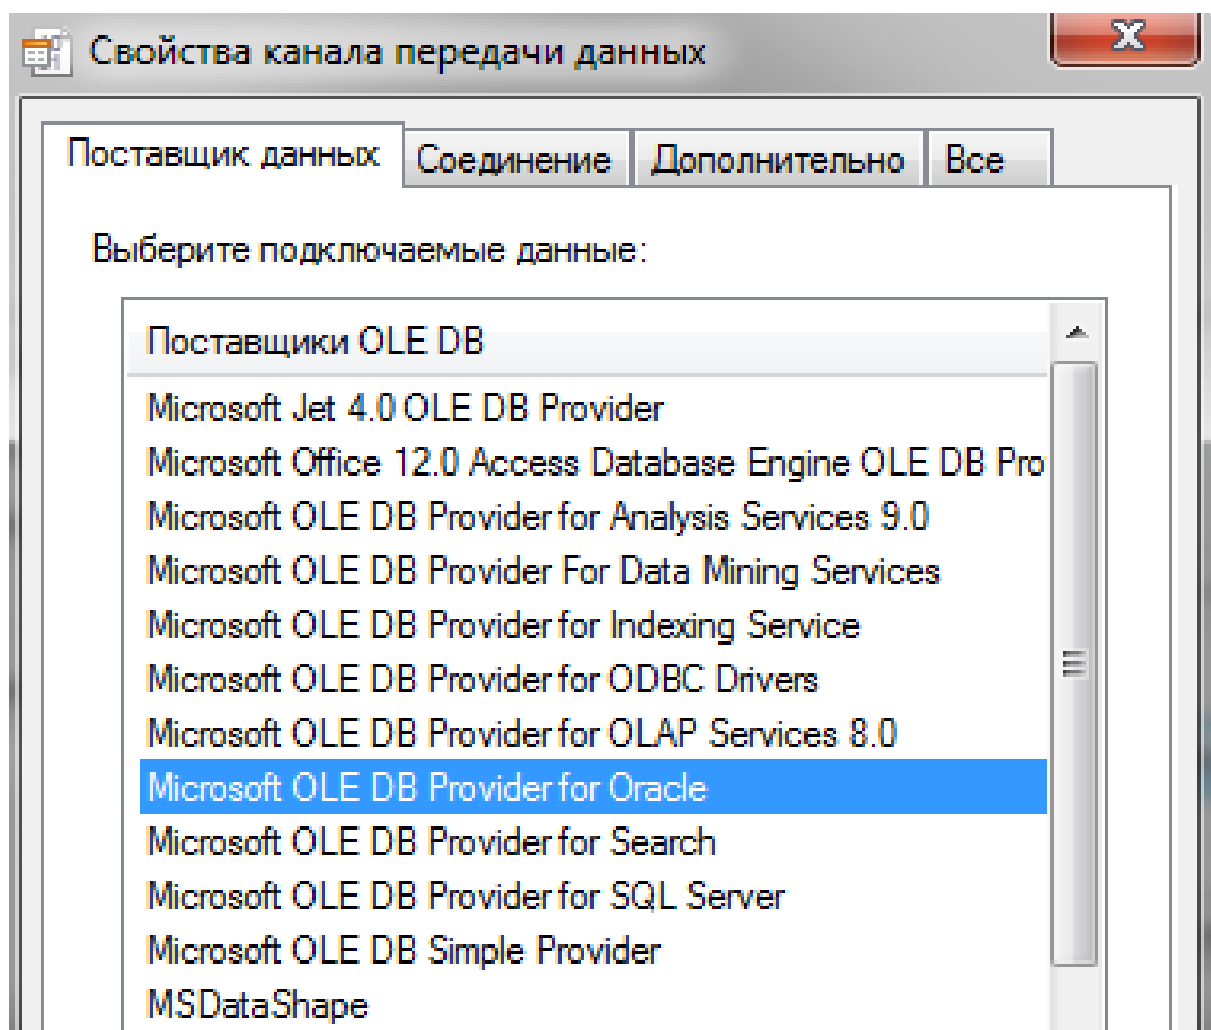 Свойства канала передачи данных
Поставщик данных Соединение Дополнительно Все
Выберите подключаемые данные:
Поставщики OLE DB
Microsoft Jet 4.0 OLE DB Provider
Microsoft Office 12.0 Access Database Engine OLE DB Pro
Microsoft OLE DB Provider for Analysis Services 9.0
Microsoft OLE DB Provider For Data Mining Services
Microsoft OLE DB Provider for Indexing Service
Microsoft OLE DB Provider for ODBC Drivers
Microsoft OLE DB Provider for OLAP Services 8.0
Microsoft OLE DB Provider for Oracle
Microsoft OLE DB Provider for Search
Microsoft OLE DB Provider for SQL Server
Microsoft OLE DB Simple Provider
MSDataShape